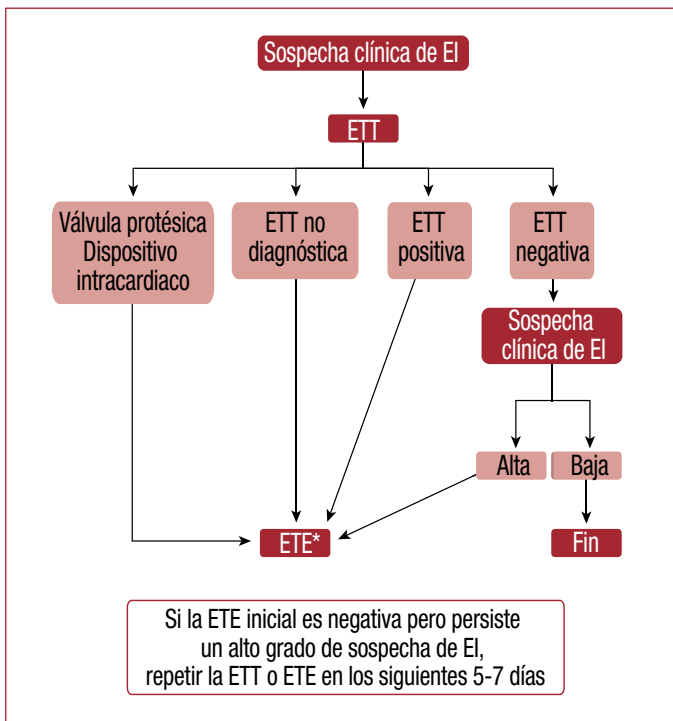 Sospecha clínica de EI
ETT
Válvula protésica
Dispositivo
intracardiaco
ETT no
diagnóstica
ETT
positiva
ETT
negativa
Sospecha
clínica de EI
Alta
Baja
ETE*
Fin
Si la ETE inicial es negativa pero persiste
un alto grado de sospecha de EI,
repetir la ETT o ETE en los siguientes 5-7 días